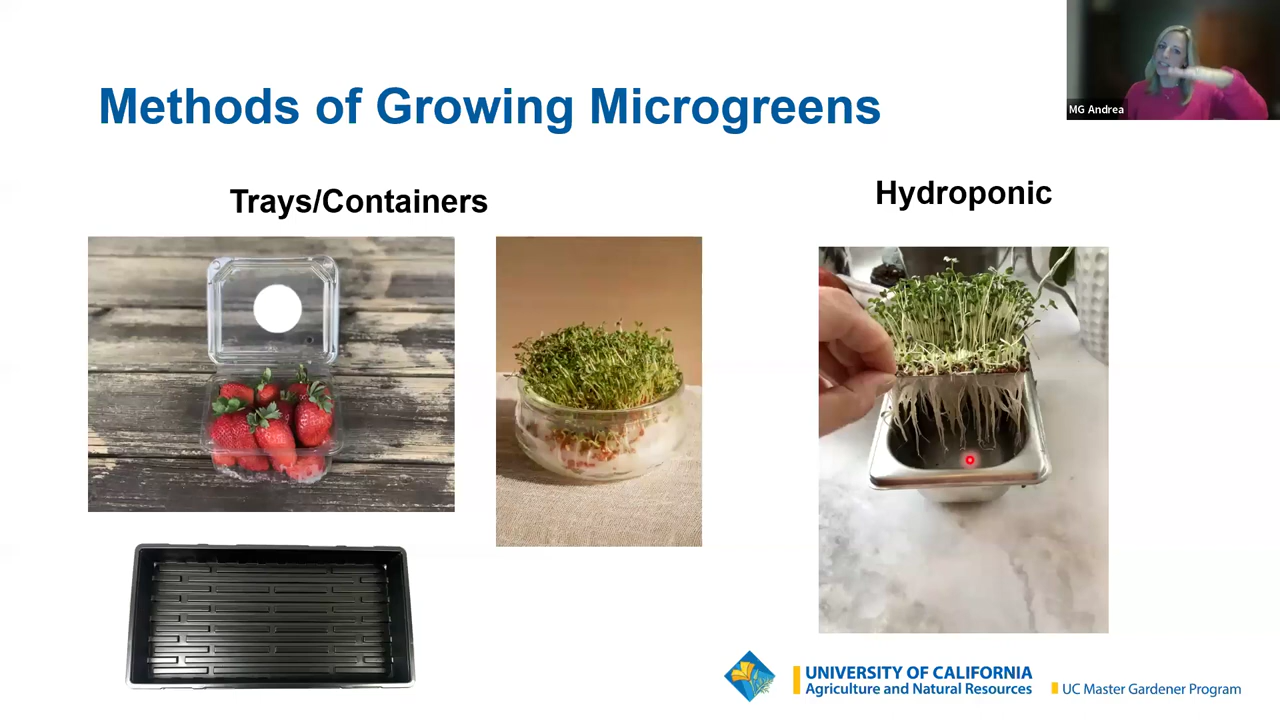 MG Andrea
Methods of Growing Microgreens
Trays/Containers
Hydroponic
UNIVERSITY OF CALIFORNIA
Agriculture and Natural Resources
UC Master Gardener Program